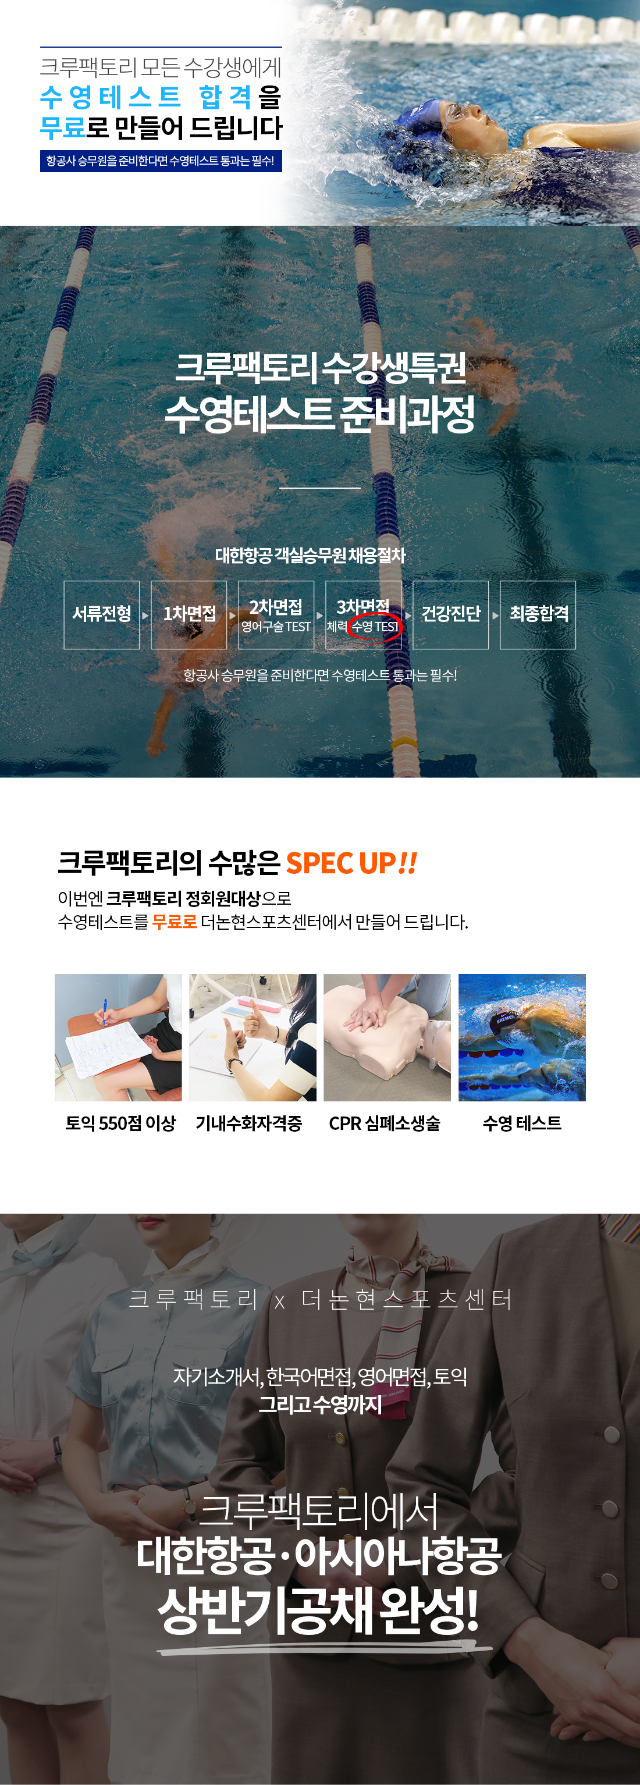 크루팩토리 모든 수강생에게
수영테스트 합격을
무료로 만들어 드립니다
항공사 승무원을 준비한다면 수영테스트 통과는 필수!
크루팩토리 수강생특권
수영테스트 준비과정
대한항공 객실승무원 채용절차
서류전형
1차면접
2차면접
영어구술 TEST
3차면접
체력 수영 TEST
건강진단
최종합격
항공사 승무원을 준비한다면 수영테스트 통과는 필수!
크루팩토리의 수많은 SPEC UP!!
이번엔 크루팩토리 정회원대상으로
수영테스트를 무료로 더논현스포츠센터에서 만들어 드립니다.
토익 550점 이상
기내수화자격증
CPR 심폐소생술
수영 테스트
크루팩토리 x 더논현스포츠센터
자기소개서, 한국어면접, 영어면접, 토익
그리고 수영까지
크루팩토리에서
대한항공·아시아나항공
상반기공채 완성!